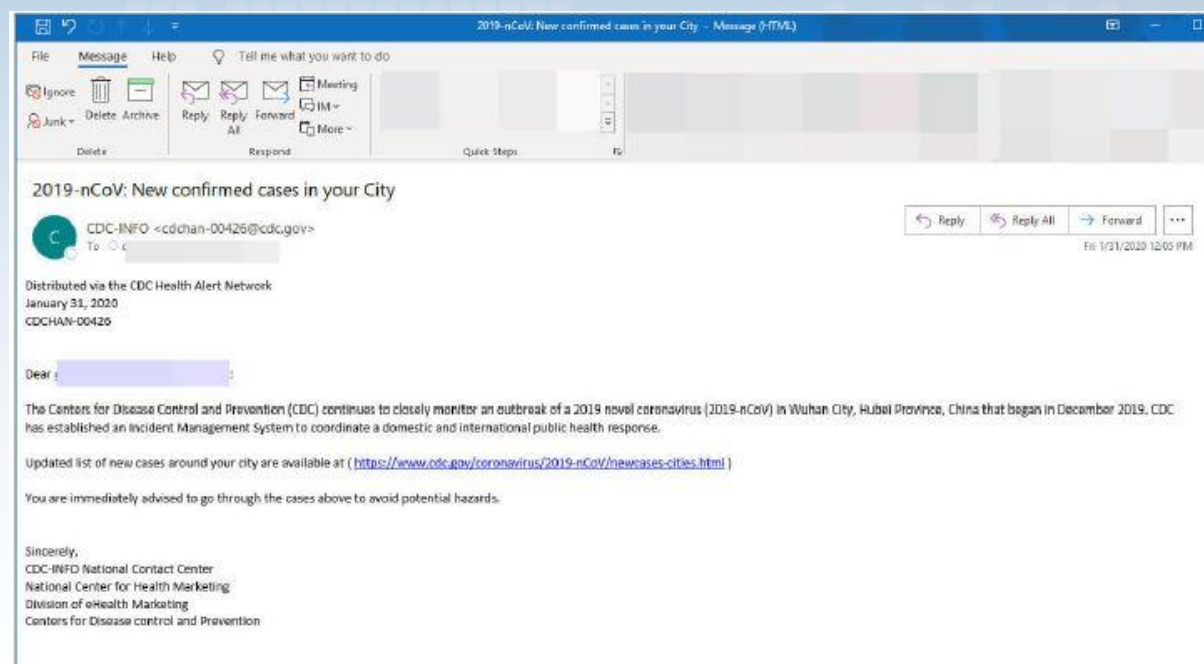 2019-nCoV: New confirmed cases in your City - Message (HTML)
File Message Help Tell me what you want to do
Ignore
Junk
Delete Archive
Reply Reply All Forward
Meeting
IM
More
Delete Respond Quick Steps
2019-nCoV: New confirmed cases in your City
C
CDC-INFO <cdchan-00426@cdc.gov>
To
Reply Reply All Forward ...
Fri 1/31/2020 12:05 PM
Distributed via the CDC Health Alert Network
January 31, 2020
CDCHAN-00426
Dear
The Centers for Disease Control and Prevention (CDC) continues to closely monitor an outbreak of a 2019 novel coronavirus (2019-nCoV) in Wuhan City, Hubei Province, China that began in December 2019. CDC
has established an Incident Management System to coordinate a domestic and international public health response.
Updated list of new cases around your city are available at ( https://www.cdc.gov/coronavirus/2019-nCoV/newcases-cities.html )
You are immediately advised to go through the cases above to avoid potential hazards.
Sincerely,
CDC-INFO National Contact Center
National Center for Health Marketing
Division of eHealth Marketing
Centers for Disease control and Prevention